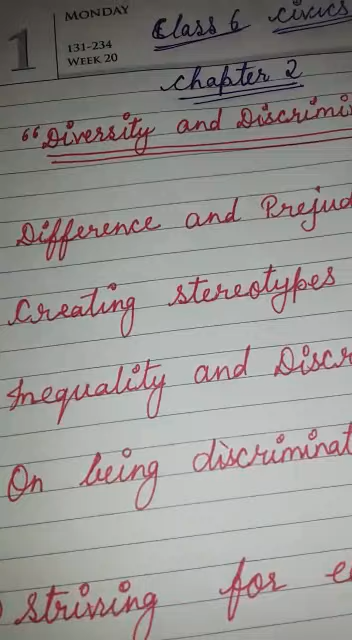 1
MONDAY
131-234
WEEK 20
Class 6 Civics
Chapter 2
"Diversity and Discrimi
Difference and Prejud
Creating stereotypes
Inequality and Discr
On being discriminat
striving for e